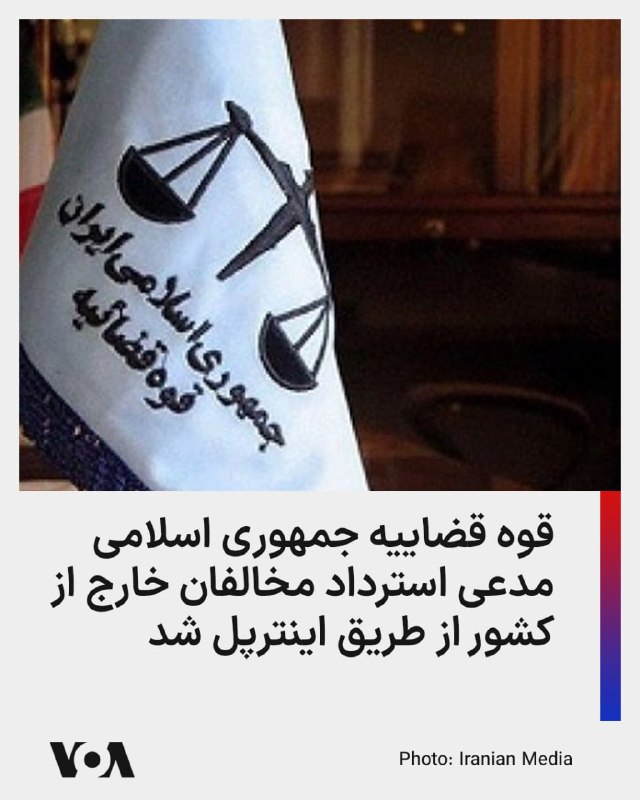 جمهوری اسلامی ایران
قوه قضائیه
قوه قضاییه جمهوری اسلامی
مدعی استرداد مخالفان خارج از
کشور از طریق اینترپل شد
VOA
Photo: Iranian Media